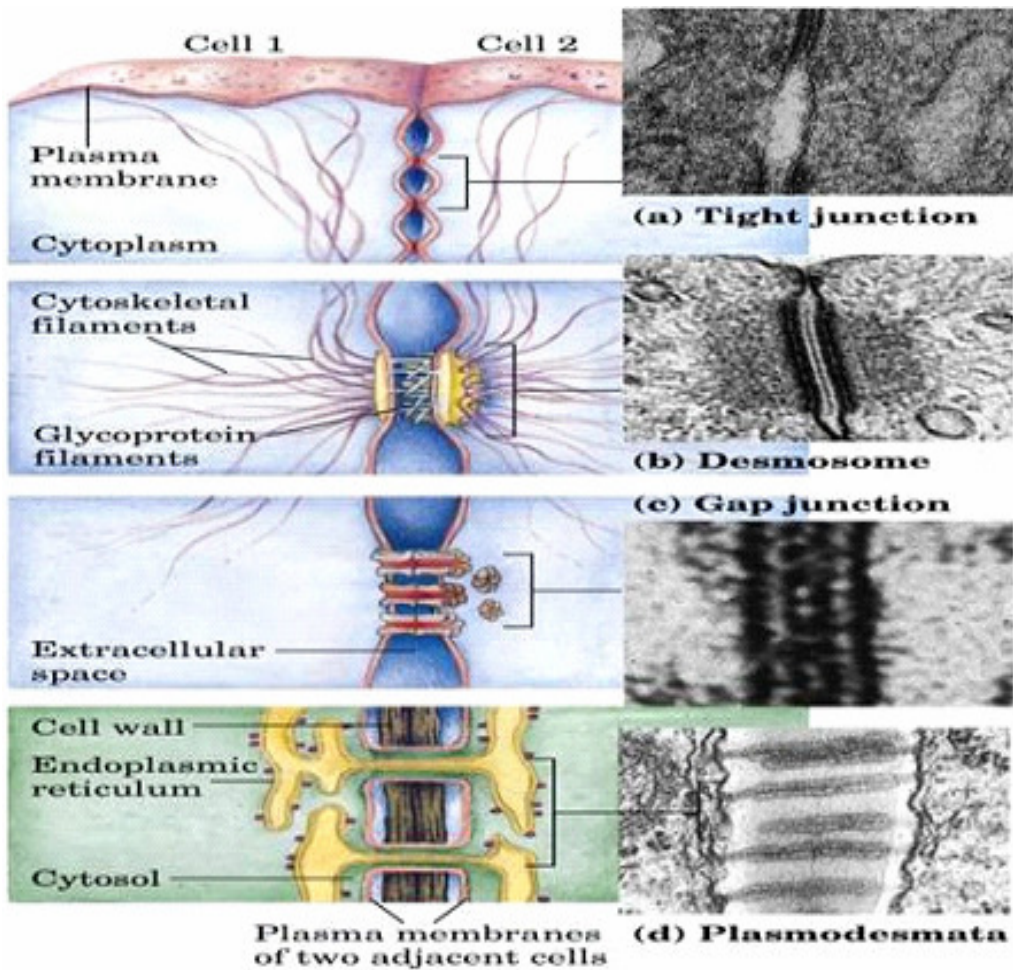 Cell 1
Cell 2
Plasma
membrane
Cytoplasm
(a) Tight junction
Cytoskeletal
filaments
Glycoprotein
filaments
(b) Desmosome
(c) Gap junction
Extracellular
space
Cell wall
Endoplasmic
reticulum
Cytosol
Plasma membranes
of two adjacent cells
(d) Plasmodesmata